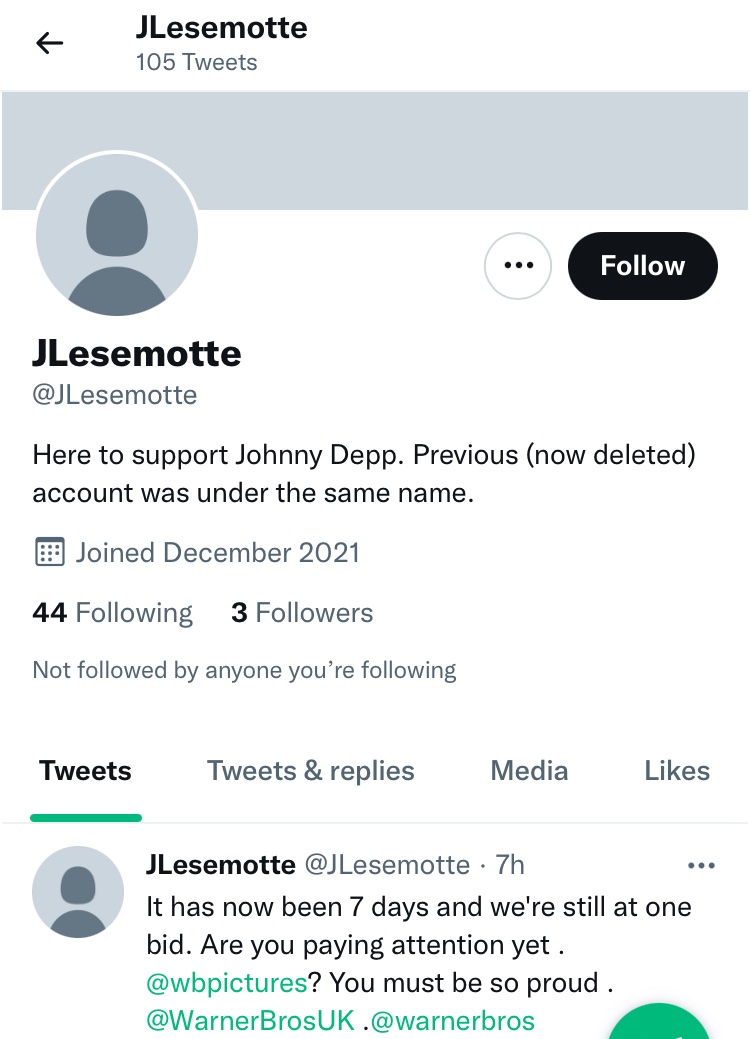 JLesemotte
105 Tweets
Follow
JLesemotte
@JLesemotte
Here to support Johnny Depp. Previous (now deleted)
account was under the same name.
Joined December 2021
44 Following 3 Followers
Not followed by anyone you're following
Tweets Tweets & replies Media Likes
JLesemotte @JLesemotte · 7h
It has now been 7 days and we're still at one
bid. Are you paying attention yet .
@wbpictures? You must be so proud .
@WarnerBrosUK .@warnerbros